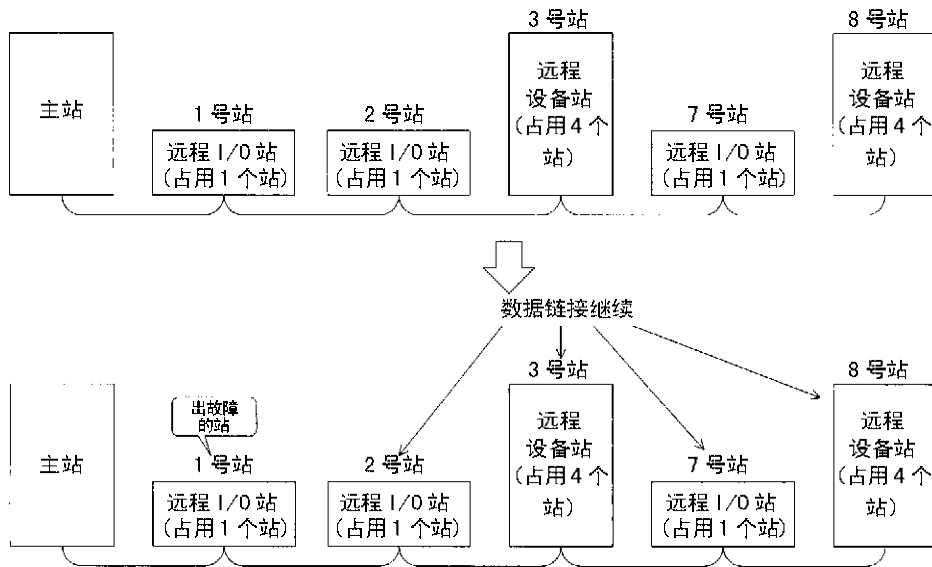 3 号站
8 号站
主站
1 号站
远程 I/O 站
(占用 1 个站)
2 号站
远程 I/O 站
(占用 1 个站)
远程
设备站
(占用 4 个
站)
7 号站
远程 I/O 站
(占用 1 个站)
远程
设备站
(占用 4 个
站)
数据链接继续
3 号站
8 号站
主站
出故障
的站
1 号站
远程 I/O 站
(占用 1 个站)
2 号站
远程 I/O 站
(占用 1 个站)
远程
设备站
(占用 4 个
站)
7 号站
远程 I/O 站
(占用 1 个站)
远程
设备站
(占用 4 个
站)